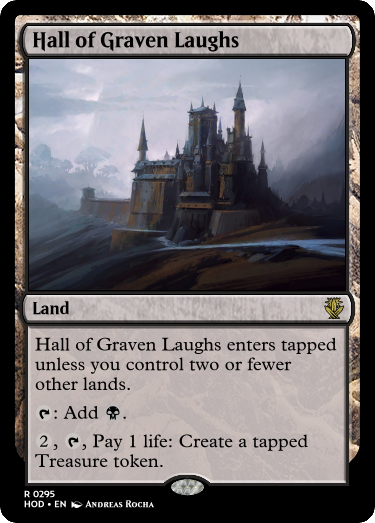 Hall of Graven Laughs
Land
Hall of Graven Laughs enters tapped
unless you control two or fewer
other lands.
: Add .
2 , , Pay 1 life: Create a tapped
Treasure token.
R 0295
HOD • EN Andreas Rocha